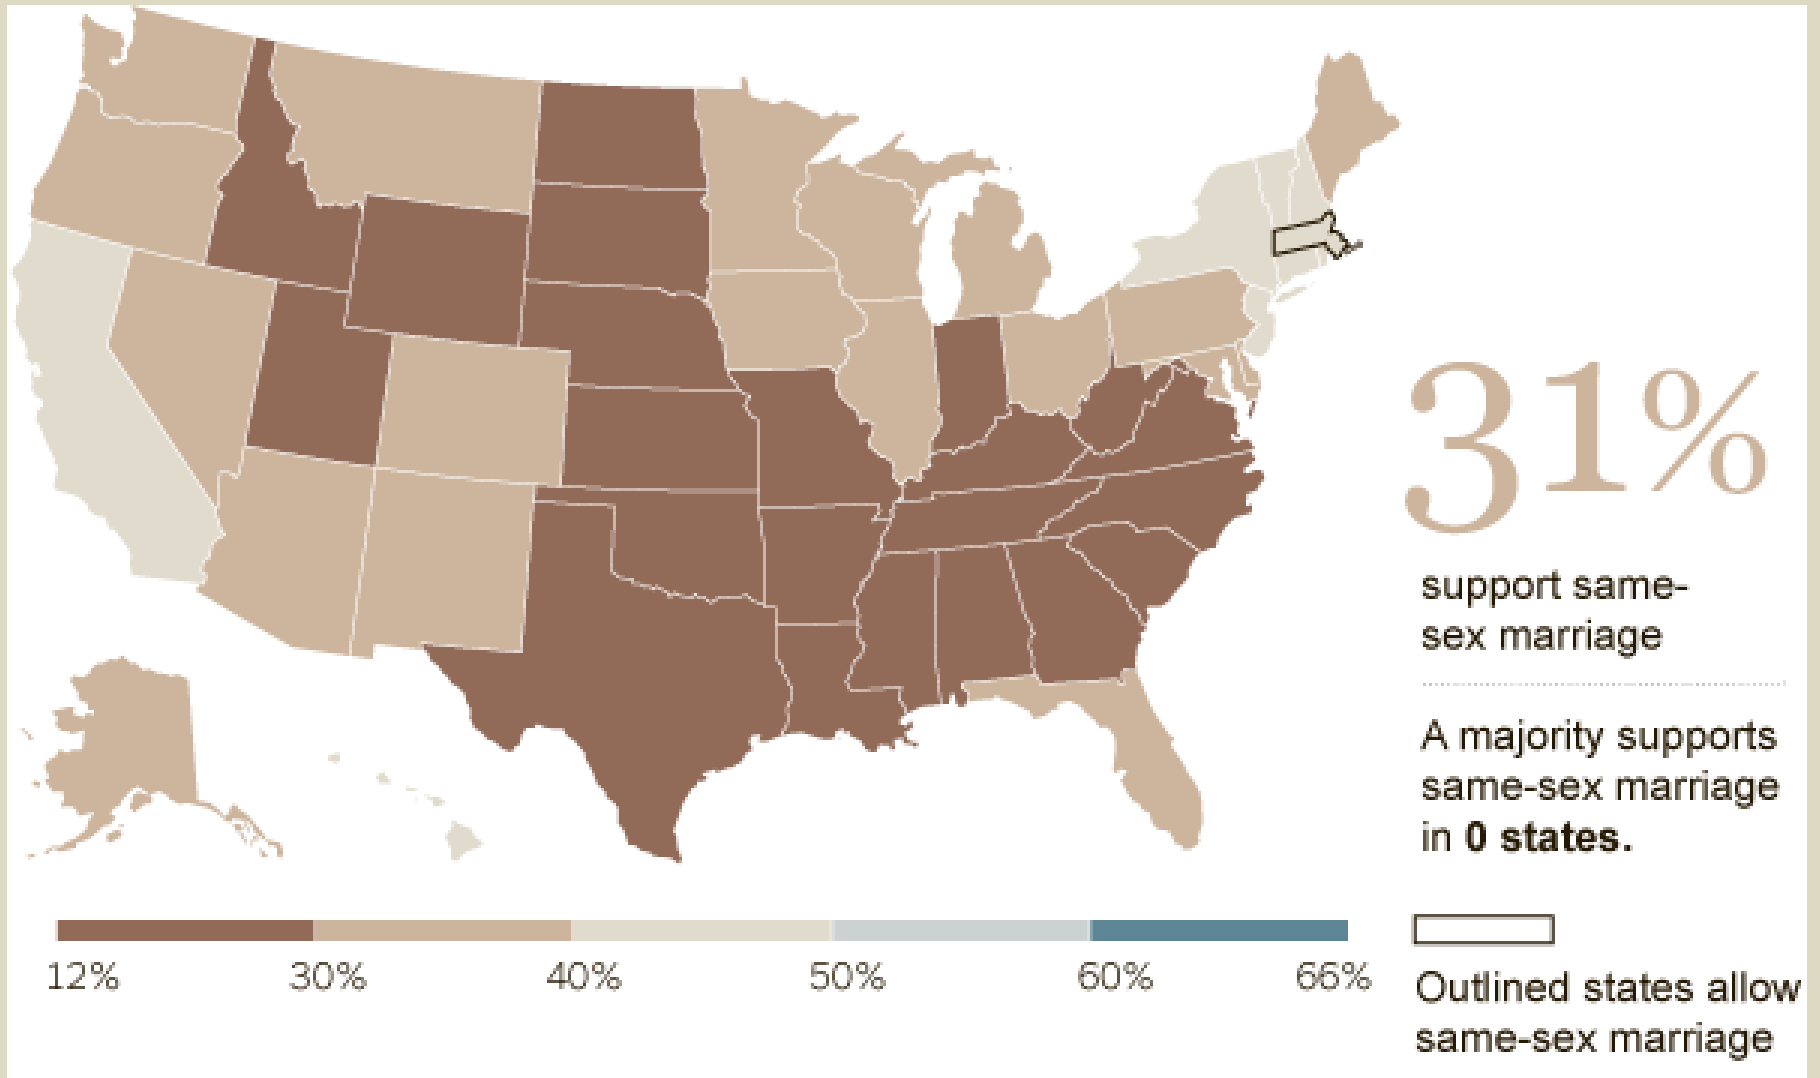 31%
support same-
sex marriage
A majority supports
same-sex marriage
in 0 states.
12% 30% 40% 50% 60% 66%
Outlined states allow
same-sex marriage